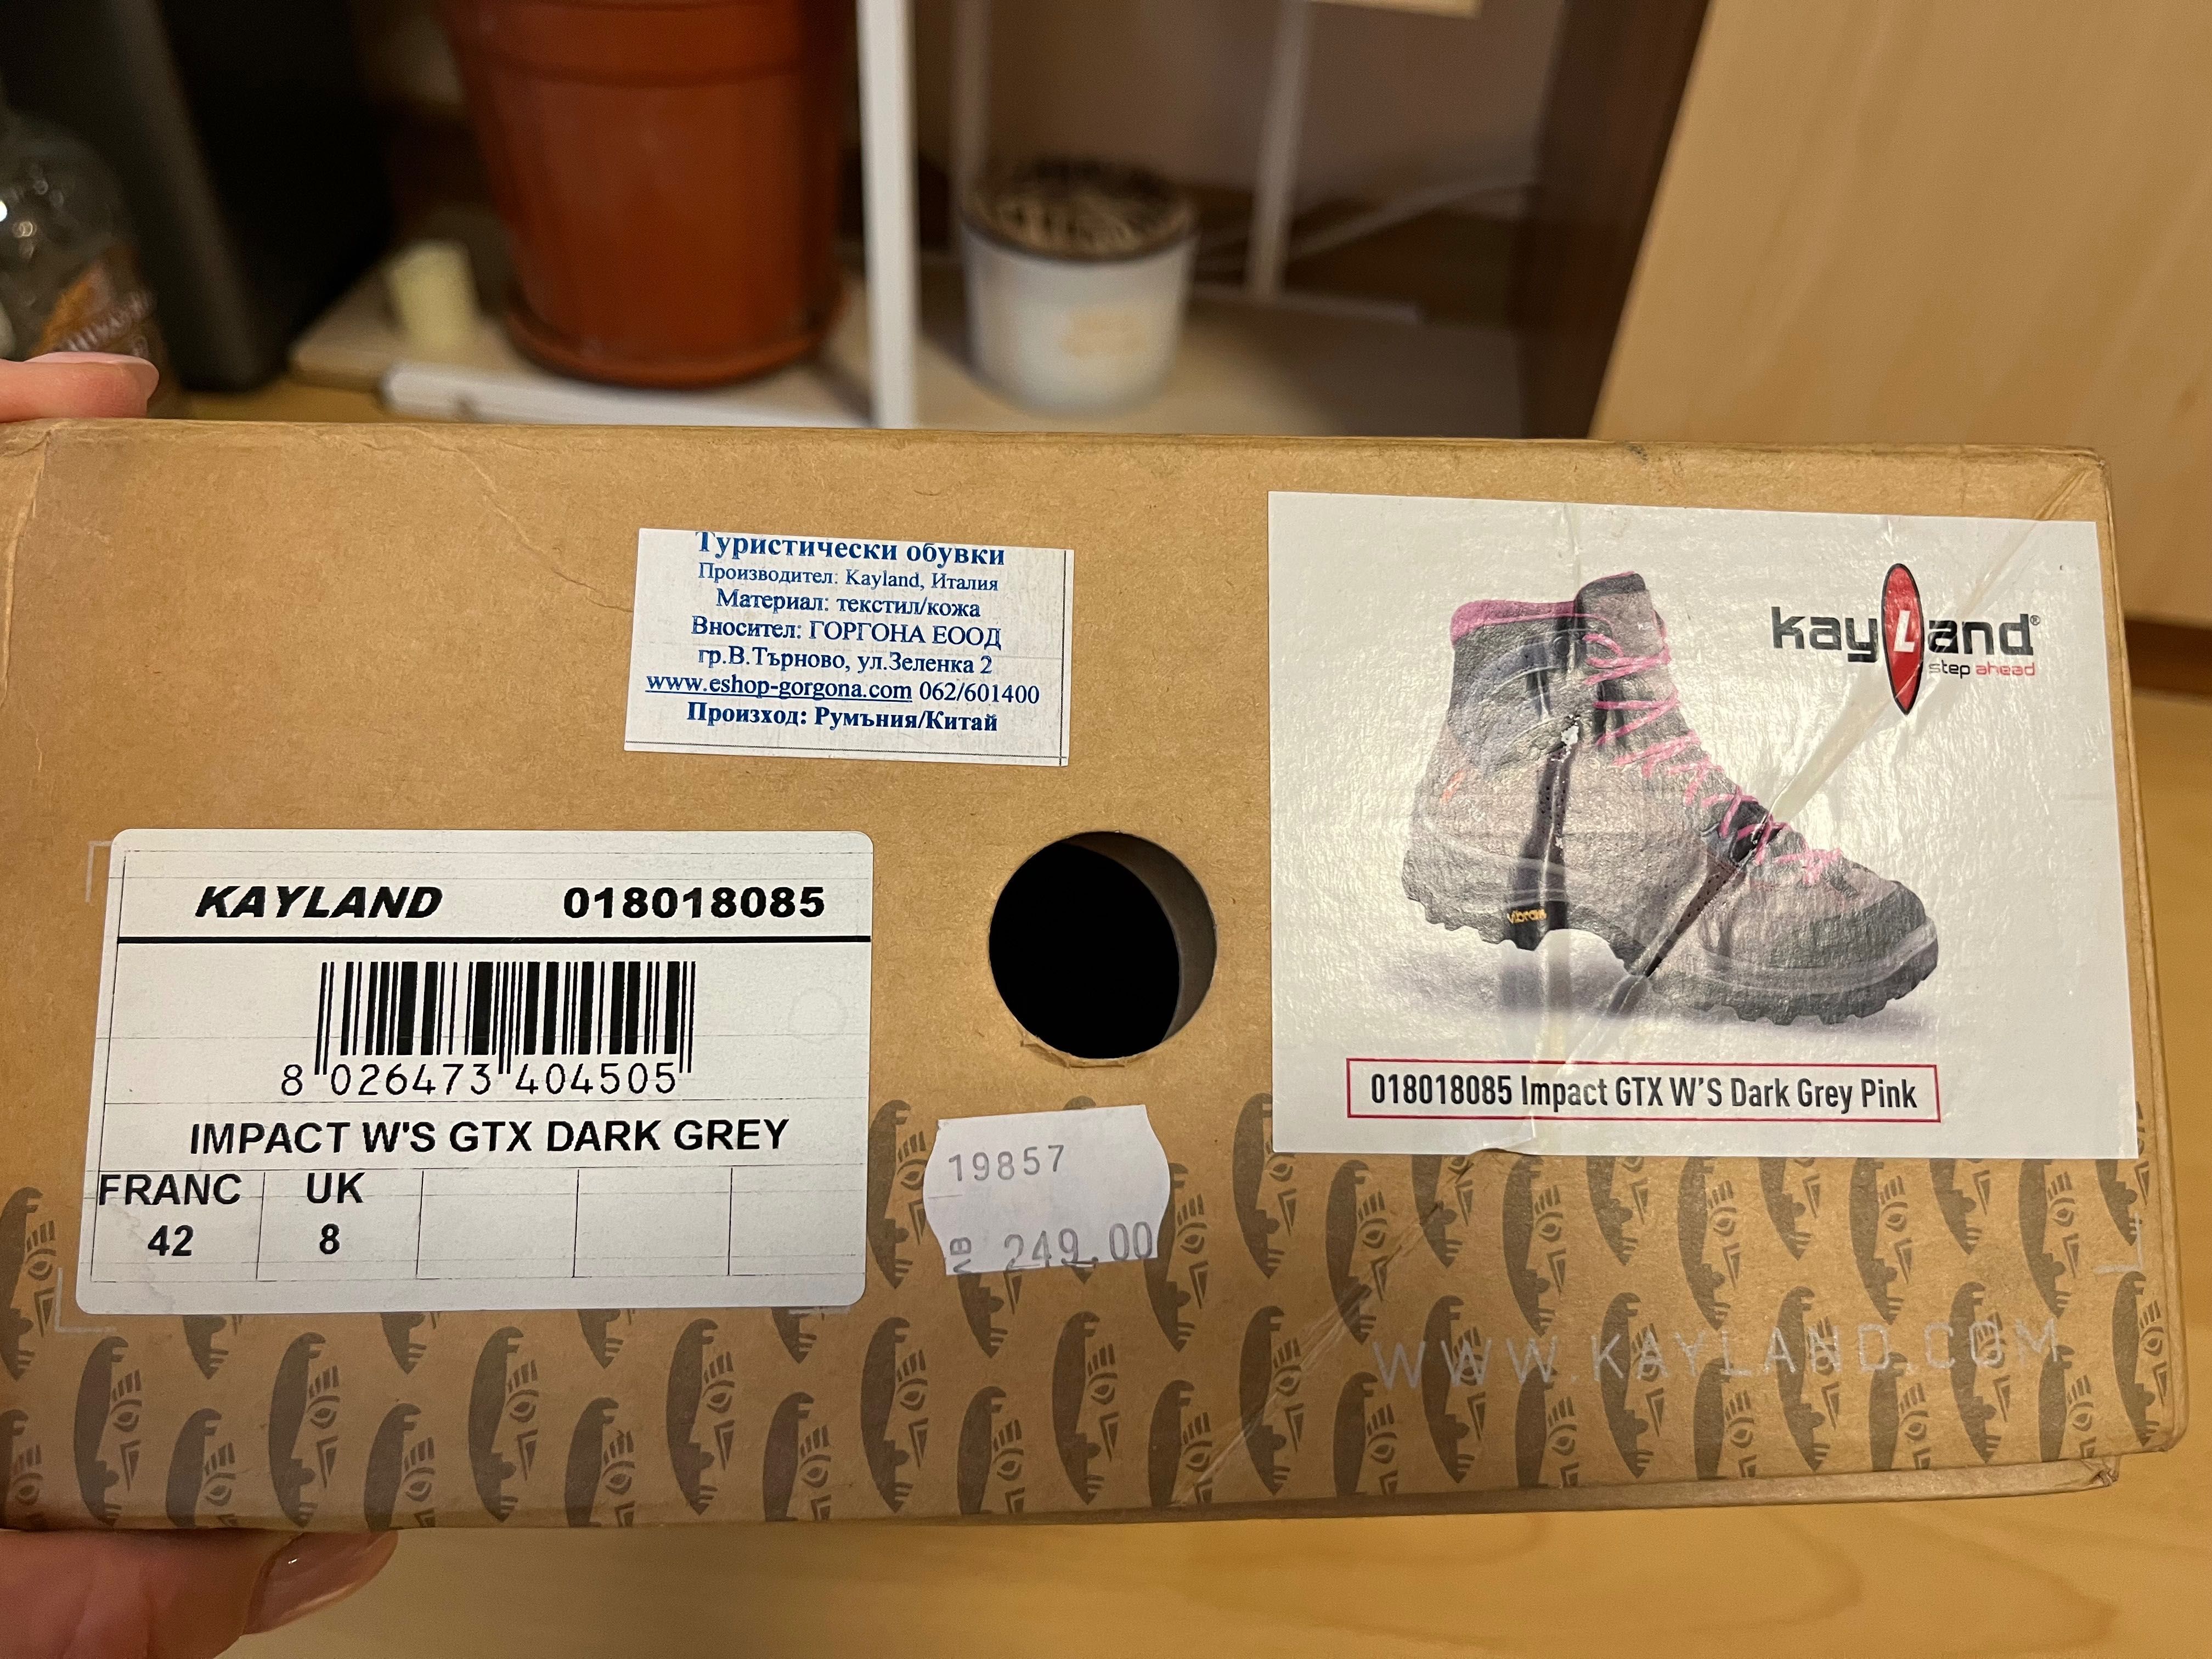 Туристически обувки
Производител: Kayland, Италия
Материал: текстил/кожа
Вносител: ГОРГОНА ЕООД
гр.В.Търново, ул.Зеленка 2
www.eshop-gorgona.com 062/601400
Произход: Румъния/Китай
kayLand®
step ahead
vibram
018018085 Impact GTX W'S Dark Grey Pink
KAYLAND 018018085
8 026473 404505
IMPACT W'S GTX DARK GREY
FRANC UK
42 8
19857
ЛВ 249.00
WWW.KAYLAND.COM